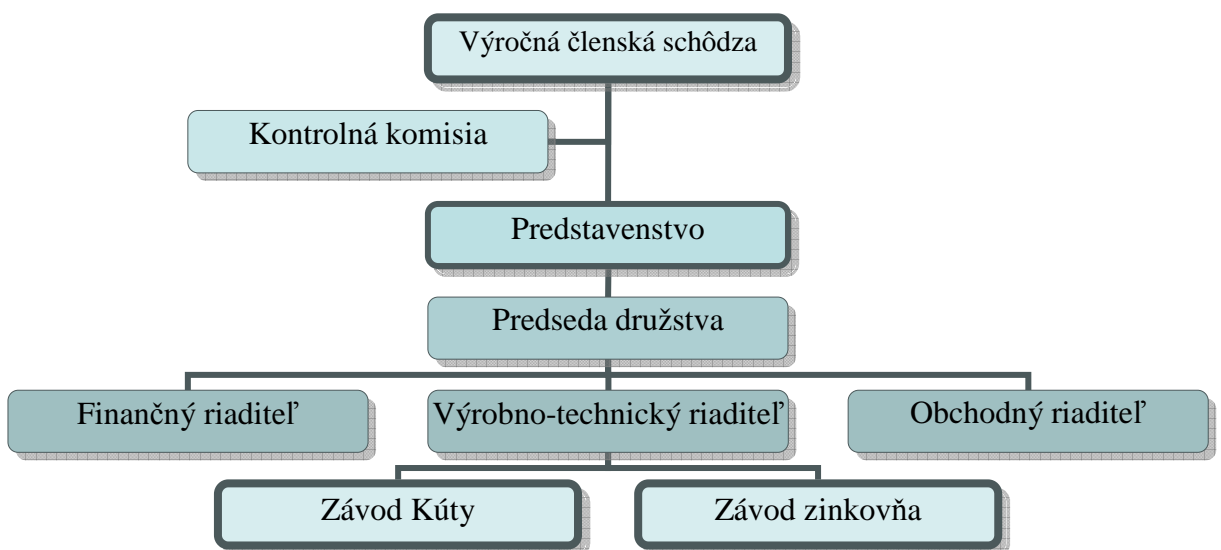 Výročná členská schôdza
Kontrolná komisia
Predstavenstvo
Predseda družstva
Finančný riaditeľ
Výrobno-technický riaditeľ
Obchodný riaditeľ
Závod Kúty
Závod zinkovňa